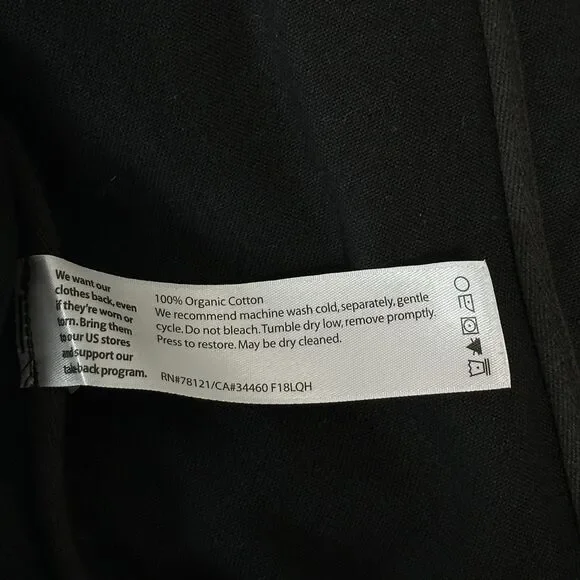 We want our
clothes back, even
if they're worn or
torn. Bring them
to our US stores
and support our
take-back program.
100% Organic Cotton
We recommend machine wash cold, separately, gentle
cycle. Do not bleach. Tumble dry low, remove promptly.
Press to restore. May be dry cleaned.
RN#78121/CA#34460 F18LQH